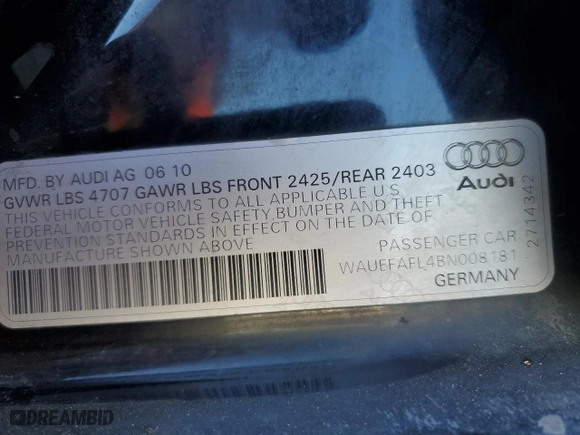 MFD. BY AUDI AG 06 10
GVWR LBS 4707 GAWR LBS FRONT 2425/REAR 2403
THIS VEHICLE CONFORMS TO ALL APPLICABLE U.S.
FEDERAL MOTOR VEHICLE SAFETY, BUMPER AND THEFT
PREVENTION STANDARDS IN EFFECT ON THE DATE OF
MANUFACTURE SHOWN ABOVE
Audi
2714342
PASSENGER CAR
WAUEFAFL4BN008181
GERMANY
DREAMBID